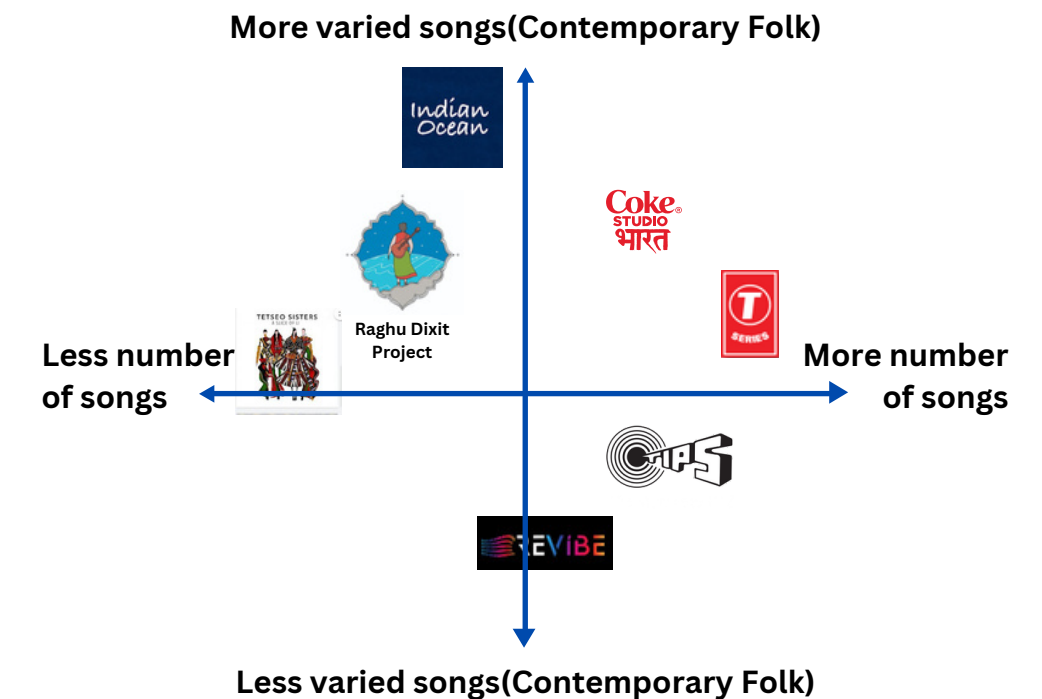 More varied songs(Contemporary Folk)
Indian
Ocean
Coke
STUDIO
भारत
T
SERIES
Raghu Dixit
Project
TETSEO SISTERS
Less number
of songs
More number
of songs
TIPS
REVIBE
Less varied songs(Contemporary Folk)